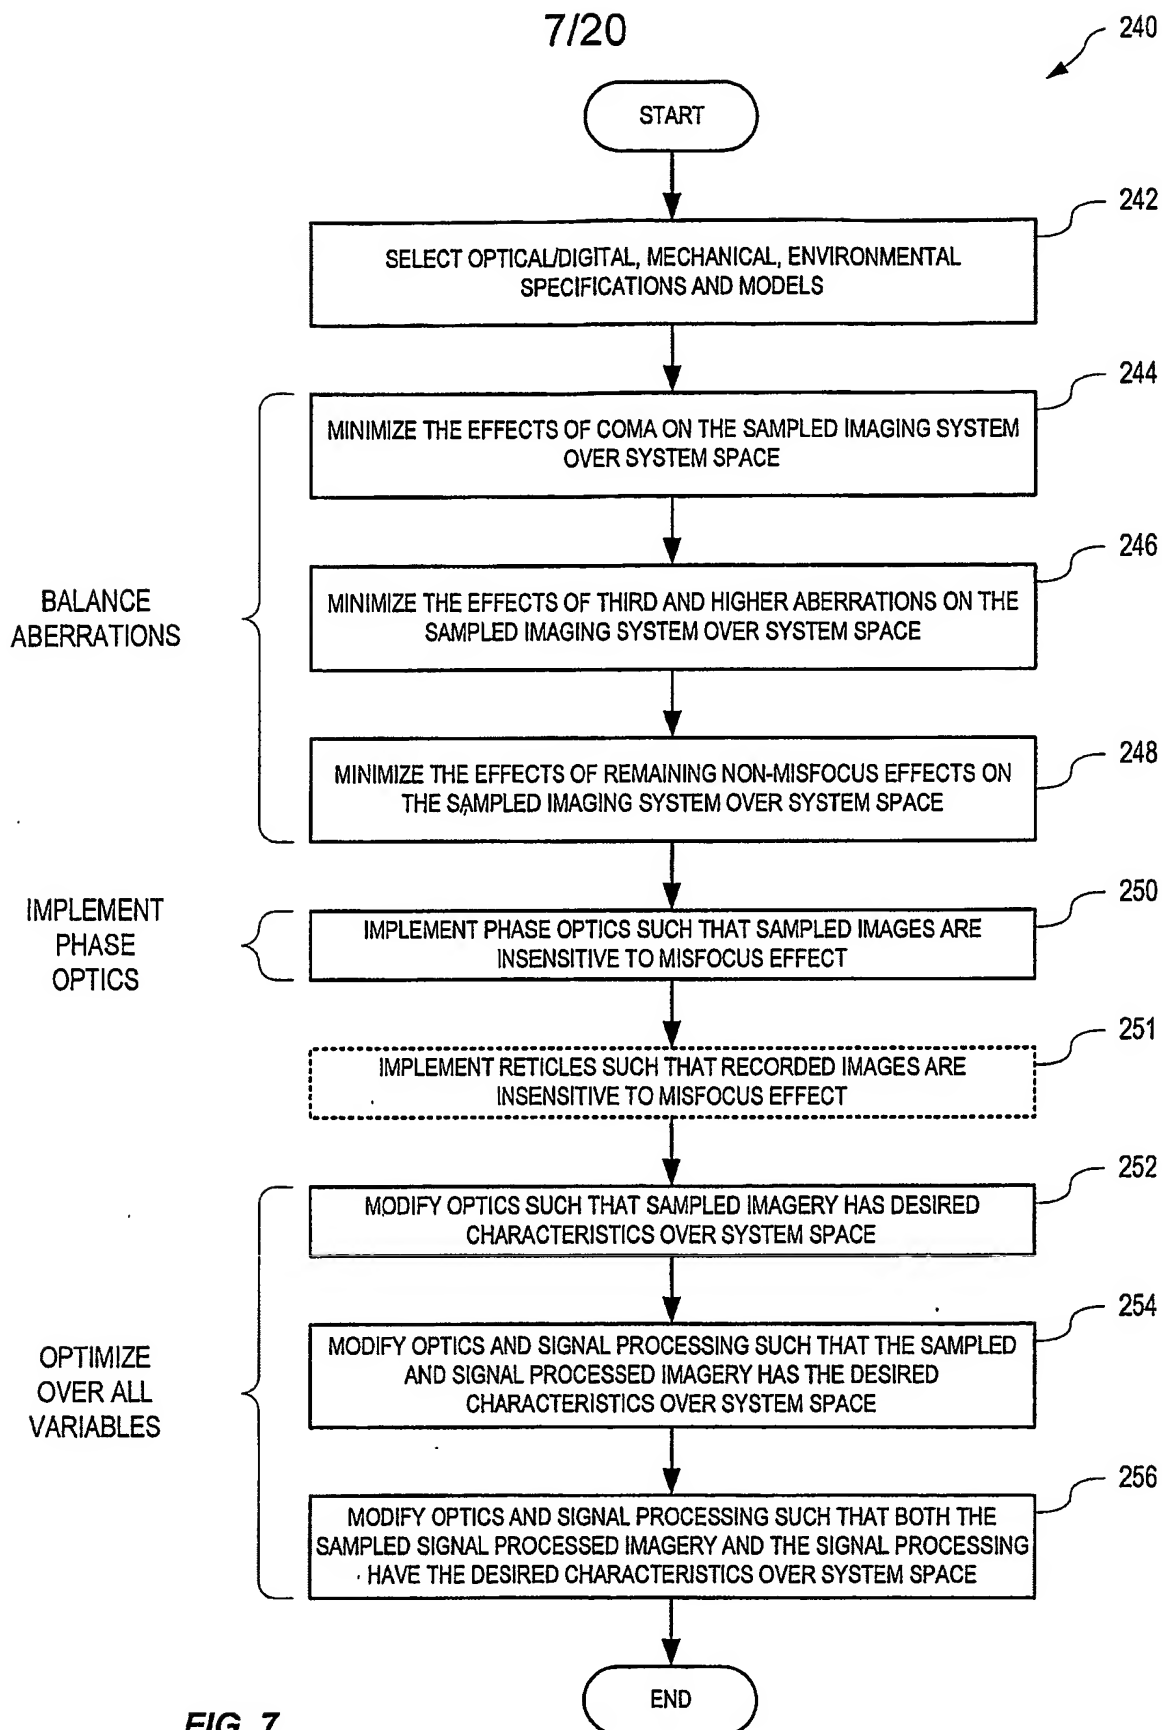 7/20
240
START
242
SELECT OPTICAL/DIGITAL, MECHANICAL, ENVIRONMENTAL
SPECIFICATIONS AND MODELS
244
MINIMIZE THE EFFECTS OF COMA ON THE SAMPLED IMAGING SYSTEM
OVER SYSTEM SPACE
BALANCE
ABERRATIONS
246
MINIMIZE THE EFFECTS OF THIRD AND HIGHER ABERRATIONS ON THE
SAMPLED IMAGING SYSTEM OVER SYSTEM SPACE
248
MINIMIZE THE EFFECTS OF REMAINING NON-MISFOCUS EFFECTS ON
THE SAMPLED IMAGING SYSTEM OVER SYSTEM SPACE
IMPLEMENT
PHASE
OPTICS
250
IMPLEMENT PHASE OPTICS SUCH THAT SAMPLED IMAGES ARE
INSENSITIVE TO MISFOCUS EFFECT
251
IMPLEMENT RETICLES SUCH THAT RECORDED IMAGES ARE
INSENSITIVE TO MISFOCUS EFFECT
252
MODIFY OPTICS SUCH THAT SAMPLED IMAGERY HAS DESIRED
CHARACTERISTICS OVER SYSTEM SPACE
OPTIMIZE
OVER ALL
VARIABLES
254
MODIFY OPTICS AND SIGNAL PROCESSING SUCH THAT THE SAMPLED
AND SIGNAL PROCESSED IMAGERY HAS THE DESIRED
CHARACTERISTICS OVER SYSTEM SPACE
256
MODIFY OPTICS AND SIGNAL PROCESSING SUCH THAT BOTH THE
SAMPLED SIGNAL PROCESSED IMAGERY AND THE SIGNAL PROCESSING
HAVE THE DESIRED CHARACTERISTICS OVER SYSTEM SPACE
END
FIG. 7